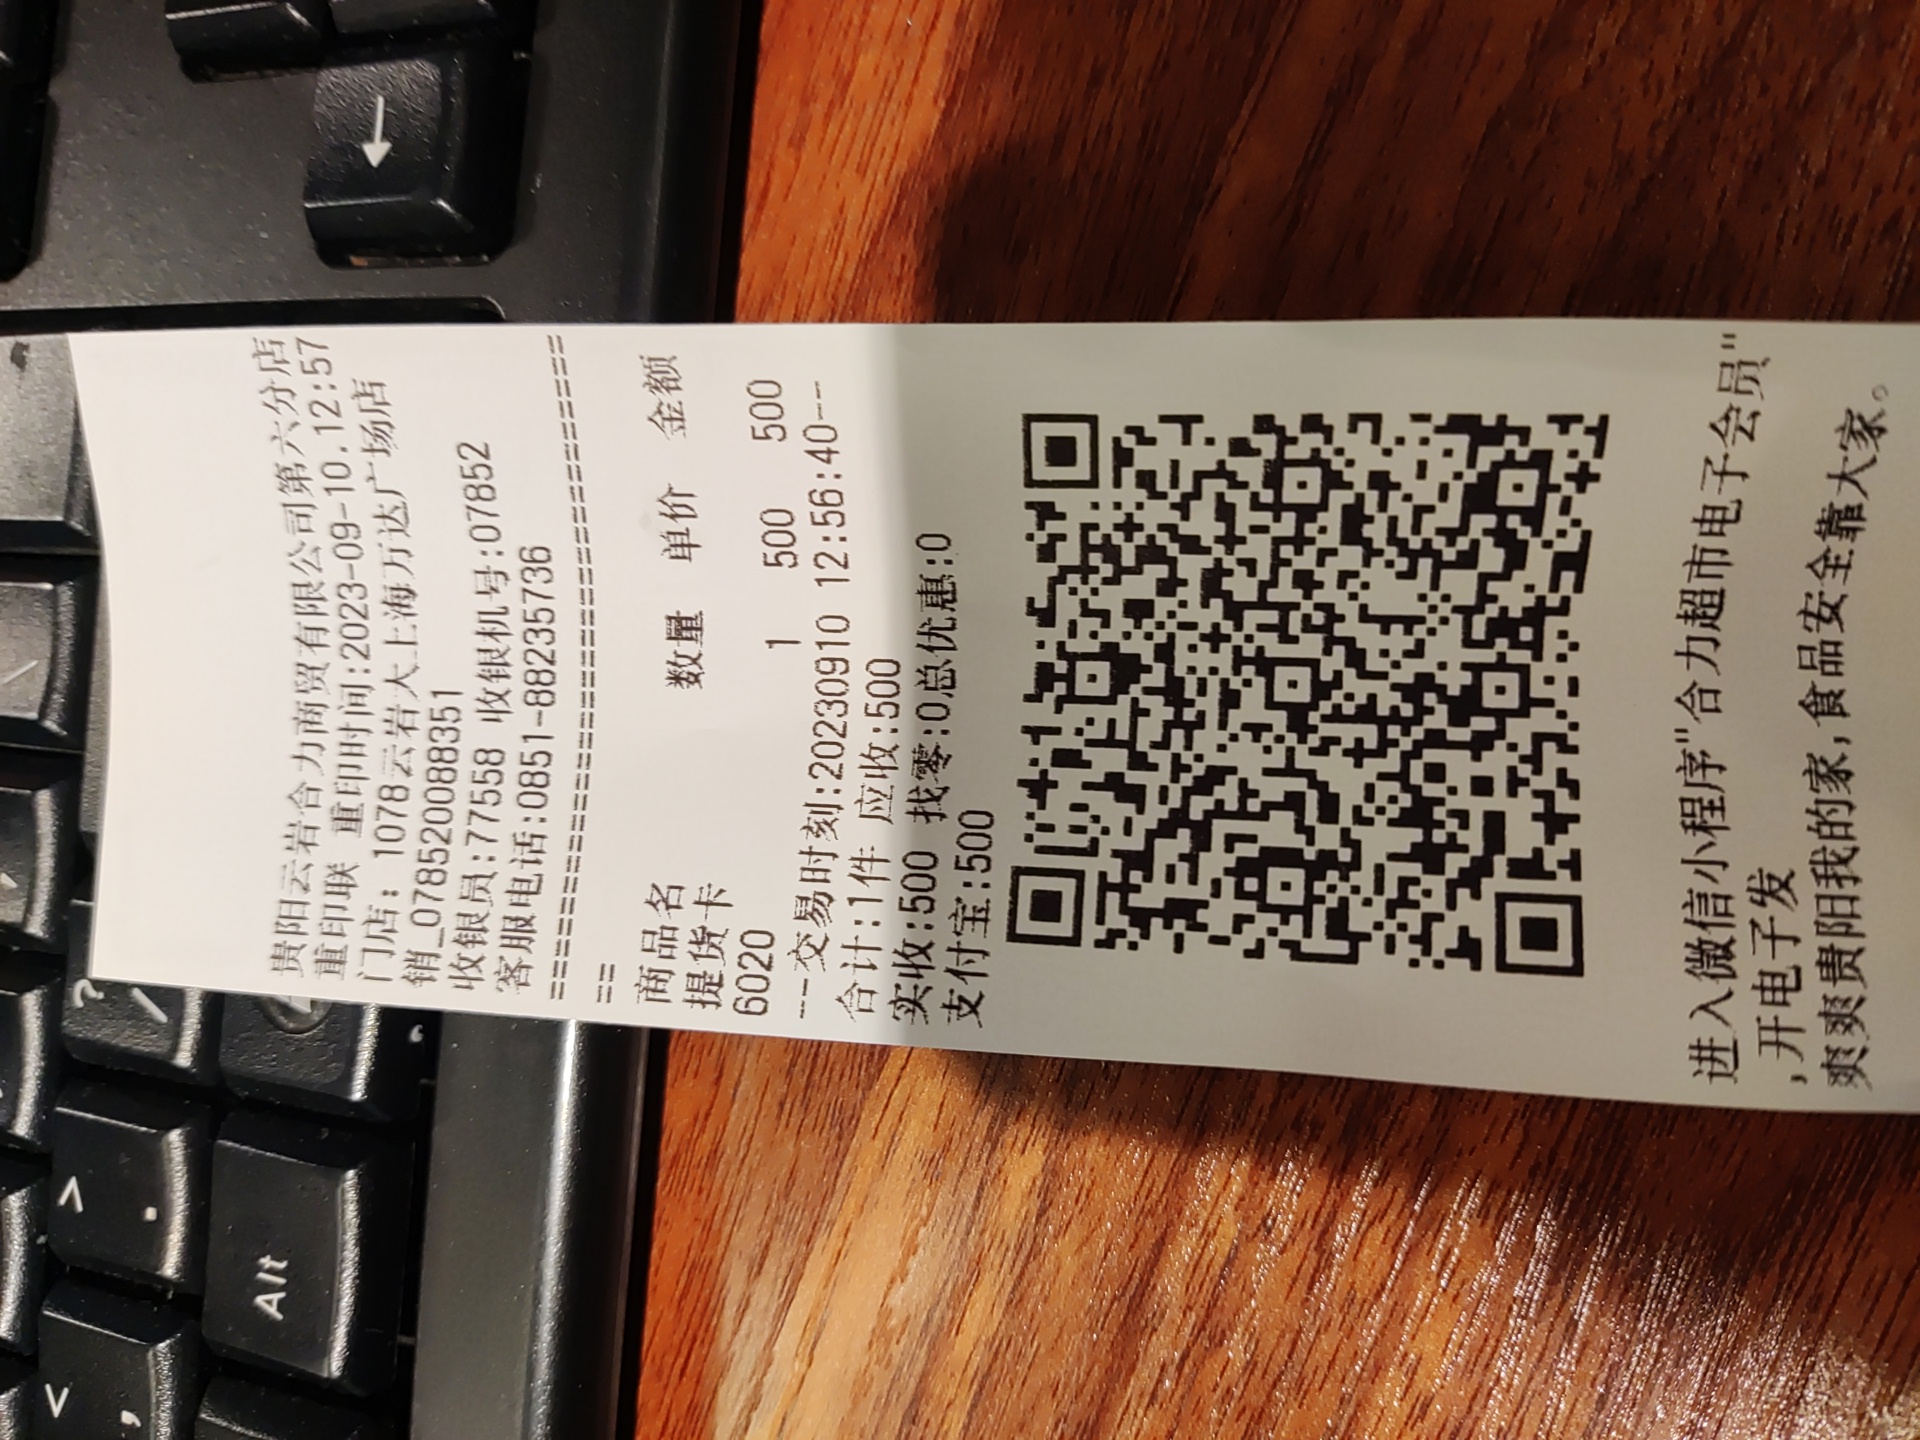 贵阳云岩合力商贸有限公司第六分店
重印联 重印时间:2023-09-10.12:57
门店: 1078云岩大上海万达广场店
销_078520088351
收银员:77558 收银机号:07852
客服电话:0851-88235736
==
商品名 数量 单价 金额
提货卡
6020 1 500 500
---交易时刻:20230910 12:56:40---
合计:1件 应收:500
实收:500 找零:0总优惠:0
支付宝:500
进入微信小程序"合力超市电子会员"
,开电子发
爽爽贵阳我的家,食品安全靠大家。
Alt
?
/
>
.
<
,
←